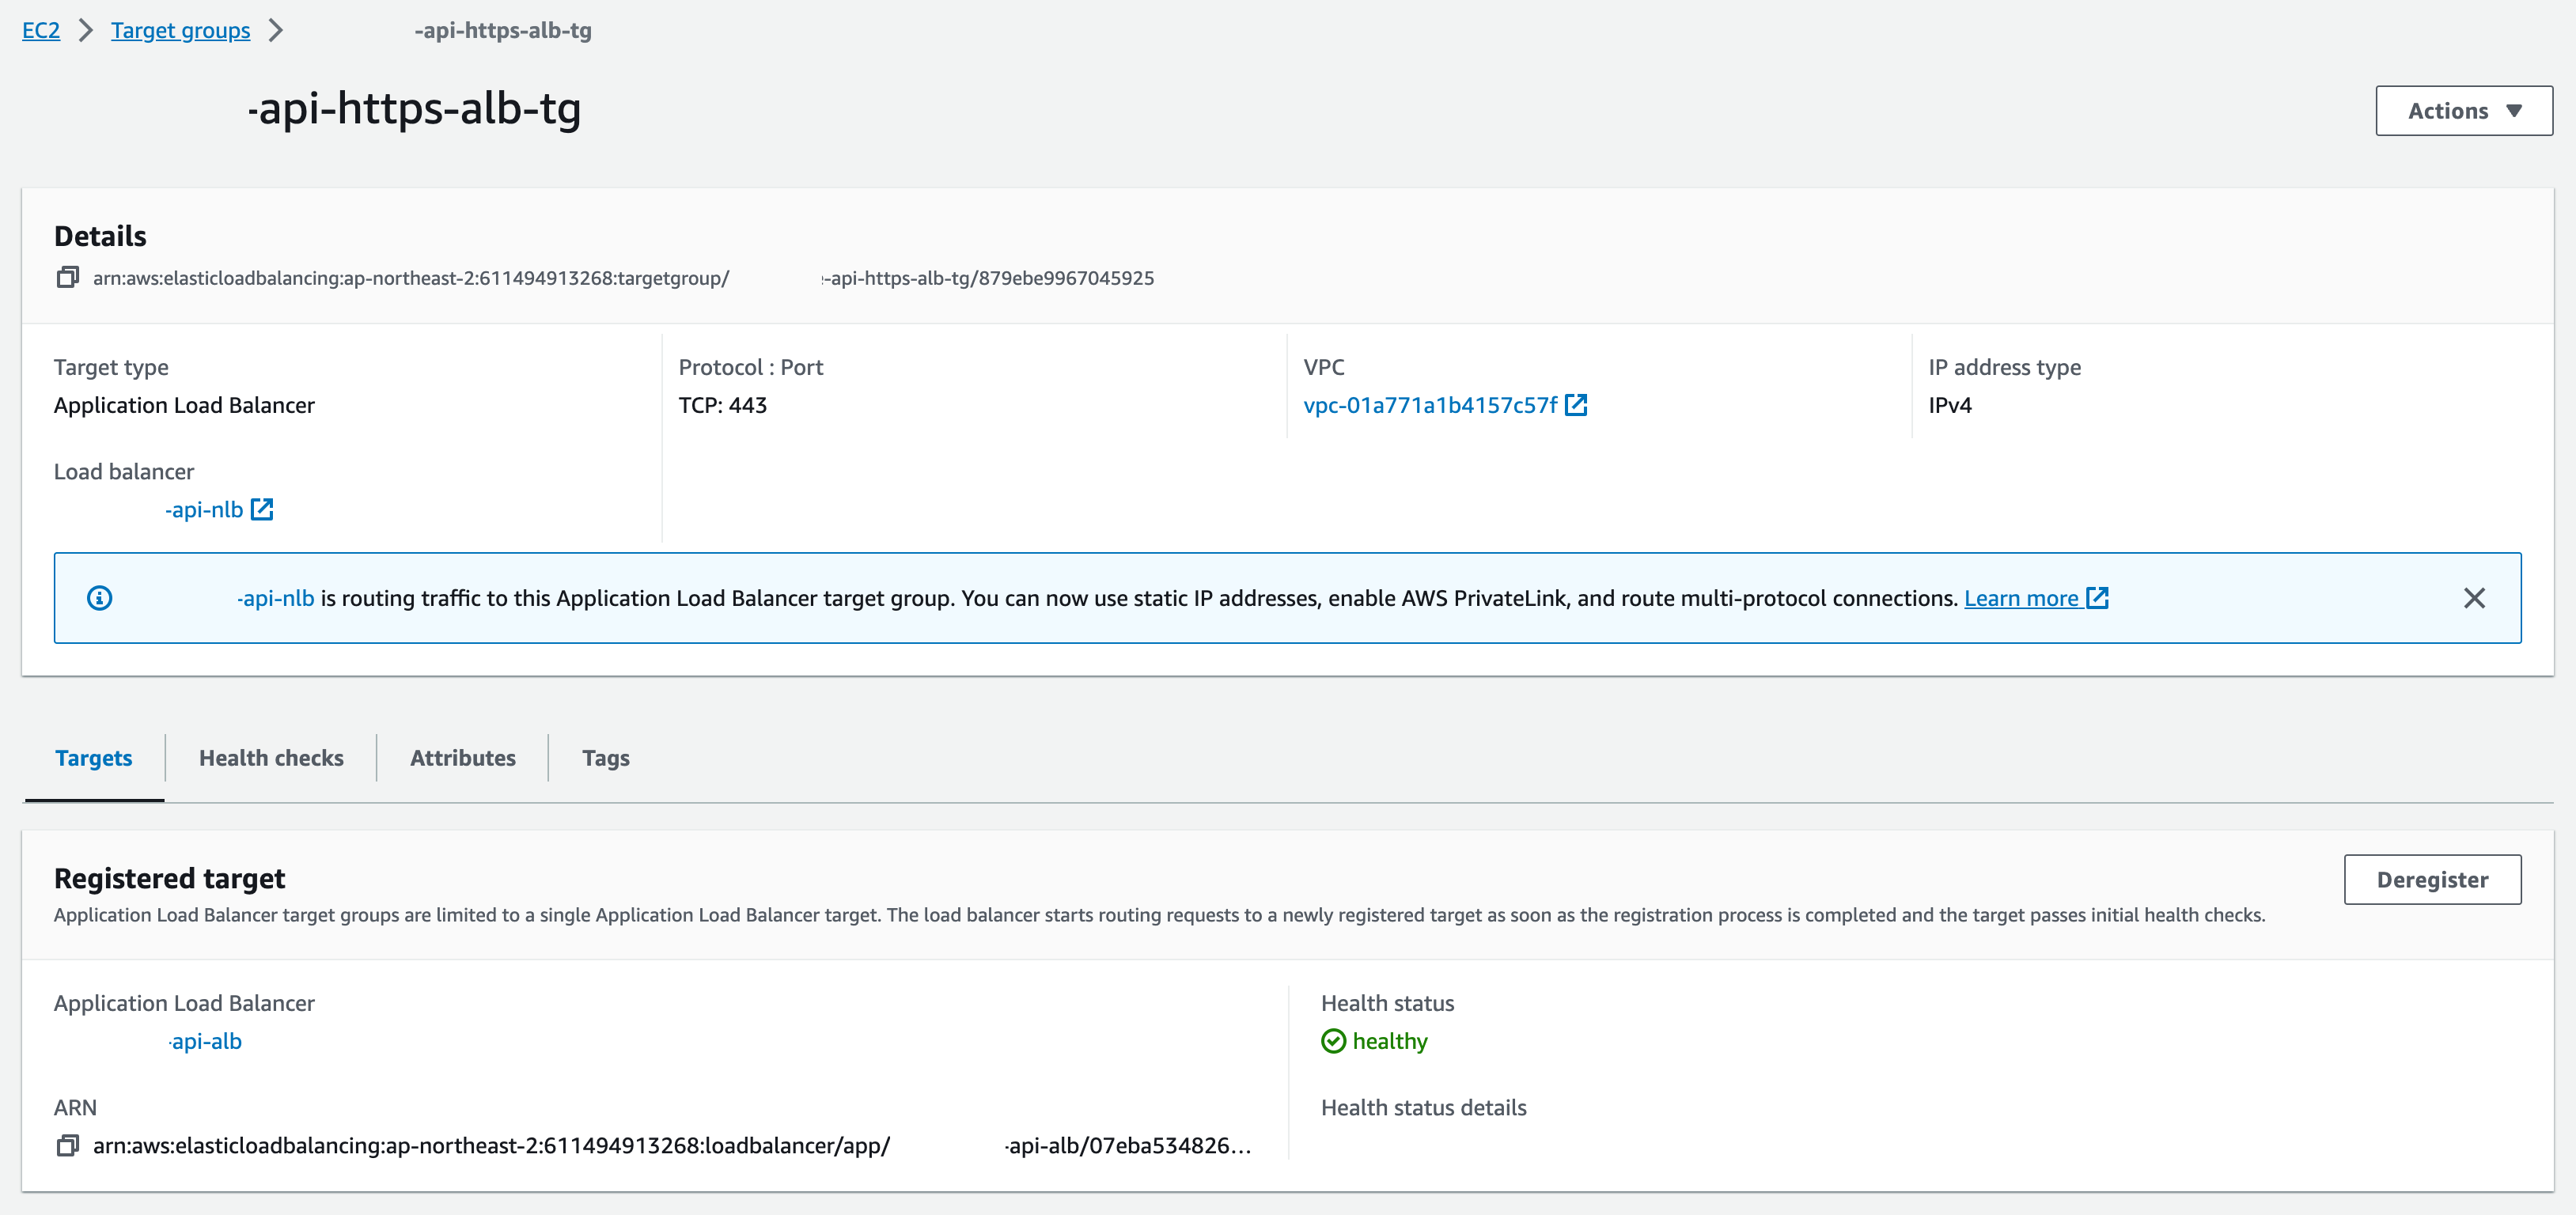 EC2 > Target groups > -api-https-alb-tg
-api-https-alb-tg
Actions
Details
arn:aws:elasticloadbalancing:ap-northeast-2:611494913268:targetgroup/ -api-https-alb-tg/879ebe9967045925
Target type
Application Load Balancer
Protocol : Port
TCP: 443
VPC
vpc-01a771a1b4157c57f
IP address type
IPv4
Load balancer
-api-nlb
-api-nlb is routing traffic to this Application Load Balancer target group. You can now use static IP addresses, enable AWS PrivateLink, and route multi-protocol connections. Learn more
Targets
Health checks
Attributes
Tags
Registered target
Deregister
Application Load Balancer target groups are limited to a single Application Load Balancer target. The load balancer starts routing requests to a newly registered target as soon as the registration process is completed and the target passes initial health checks.
Application Load Balancer
-api-alb
Health status
healthy
ARN
arn:aws:elasticloadbalancing:ap-northeast-2:611494913268:loadbalancer/app/ -api-alb/07eba534826...
Health status details